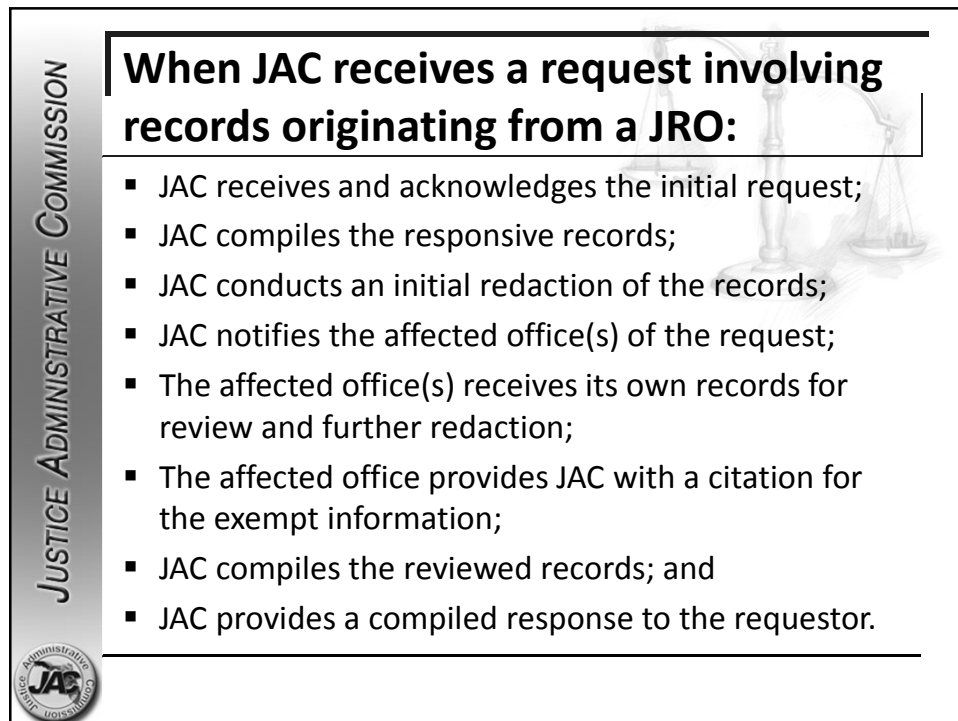 JUSTICE ADMINISTRATIVE COMMISSION
When JAC receives a request involving
records originating from a JRO:
▪ JAC receives and acknowledges the initial request;
▪ JAC compiles the responsive records;
▪ JAC conducts an initial redaction of the records;
▪ JAC notifies the affected office(s) of the request;
▪ The affected office(s) receives its own records for
review and further redaction;
▪ The affected office provides JAC with a citation for
the exempt information;
▪ JAC compiles the reviewed records; and
▪ JAC provides a compiled response to the requestor.
Justice Administrative Commission
JAC